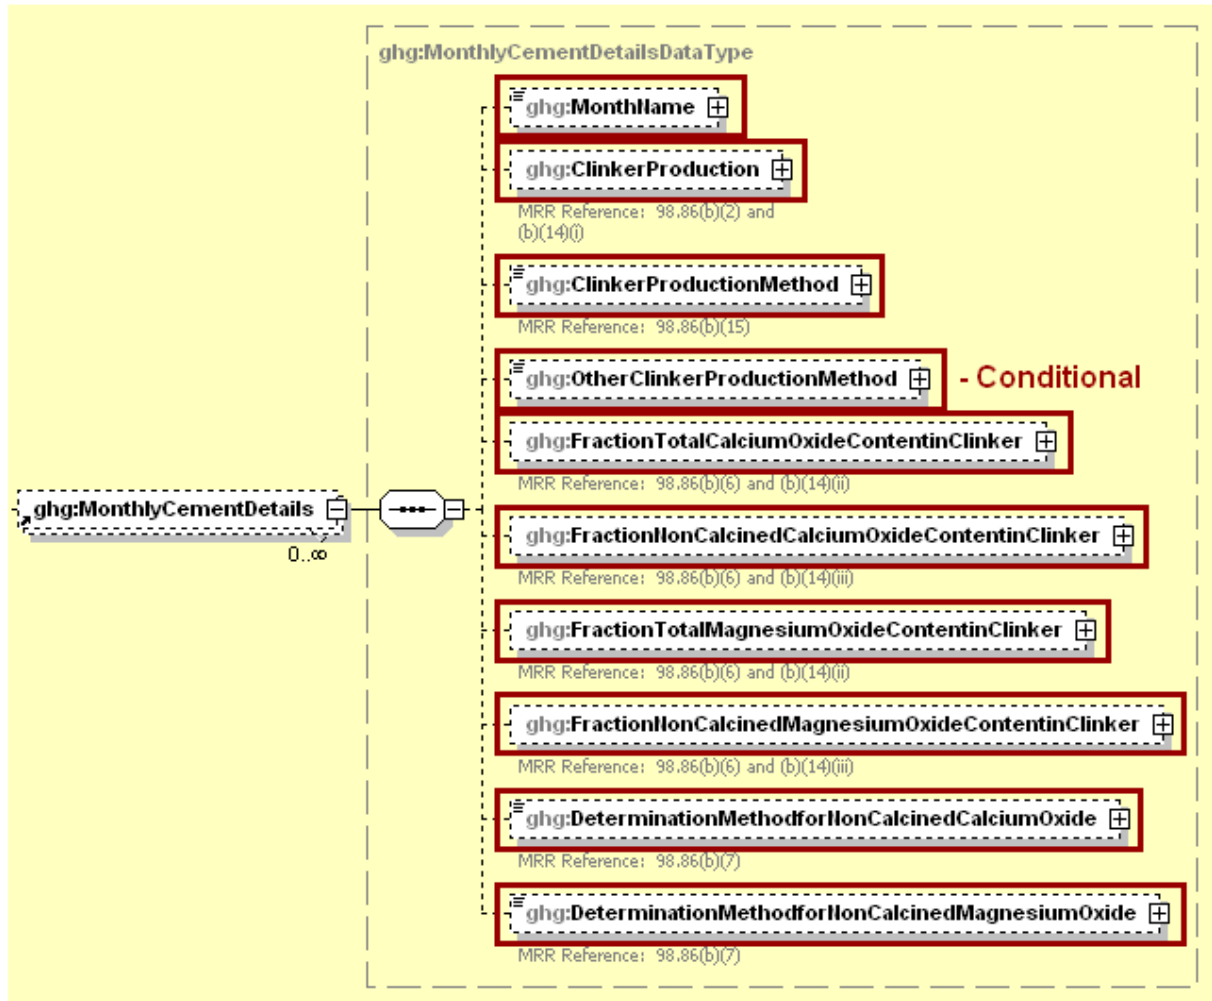 ghg:MonthlyCementDetailsDataType
ghg:MonthName
ghg:ClinkerProduction
MRR Reference: 98.86(b)(2) and
(b)(14)(i)
ghg:ClinkerProductionMethod
MRR Reference: 98.86(b)(15)
ghg:OtherClinkerProductionMethod - Conditional
ghg:FractionTotalCalciumOxideContentinClinker
MRR Reference: 98.86(b)(6) and (b)(14)(ii)
ghg:MonthlyCementDetails
0..∞
ghg:FractionNonCalcinedCalciumOxideContentinClinker
MRR Reference: 98.86(b)(6) and (b)(14)(iii)
ghg:FractionTotalMagnesiumOxideContentinClinker
MRR Reference: 98.86(b)(6) and (b)(14)(ii)
ghg:FractionNonCalcinedMagnesiumOxideContentinClinker
MRR Reference: 98.86(b)(6) and (b)(14)(iii)
ghg:DeterminationMethodforNonCalcinedCalciumOxide
MRR Reference: 98.86(b)(7)
ghg:DeterminationMethodforNonCalcinedMagnesiumOxide
MRR Reference: 98.86(b)(7)